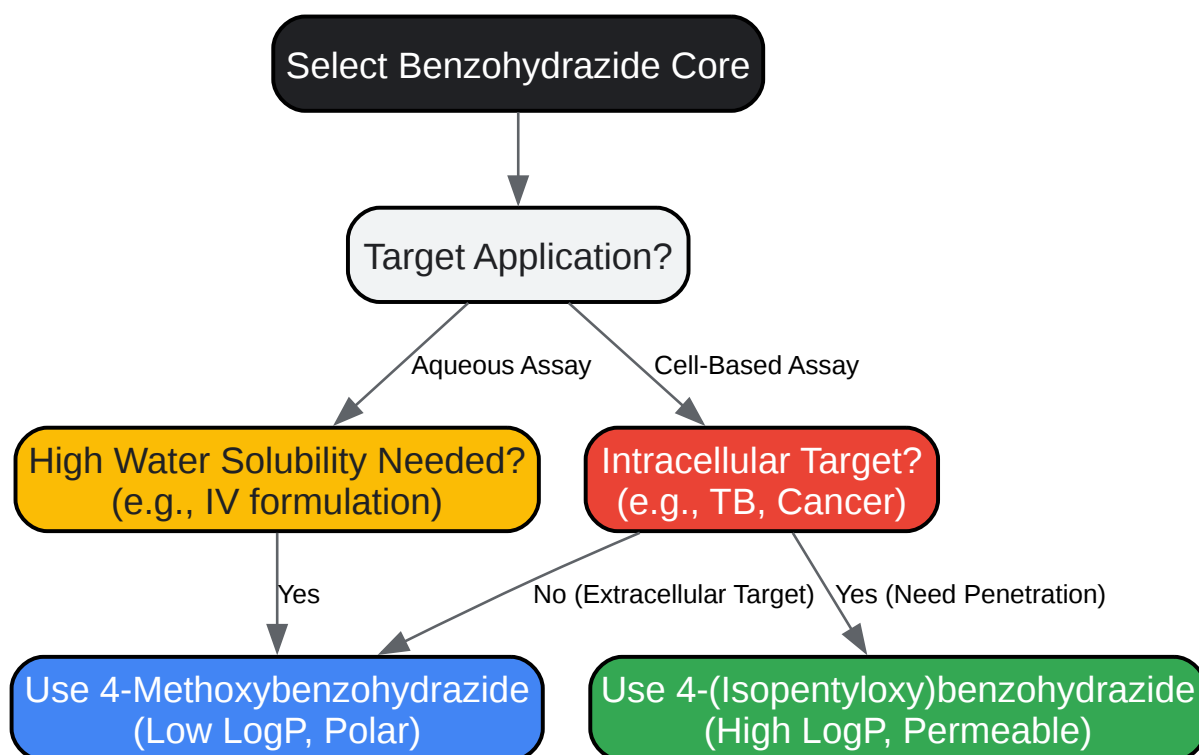 Select Benzohydrazide Core
Target Application?
Aqueous Assay
Cell-Based Assay
High Water Solubility Needed?
(e.g., IV formulation)
Intracellular Target?
(e.g., TB, Cancer)
Yes
No (Extracellular Target)
Yes (Need Penetration)
Use 4-Methoxybenzohydrazide
(Low LogP, Polar)
Use 4-(Isopentyloxy)benzohydrazide
(High LogP, Permeable)